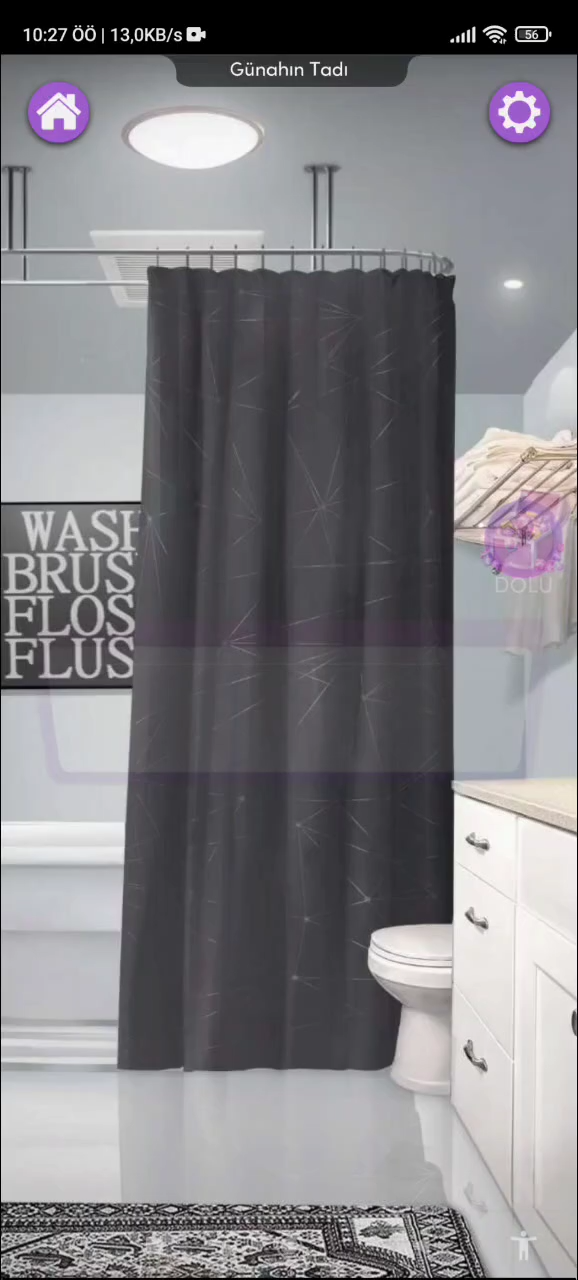 10:27 ÖÖ | 13,0KB/s
56
Günahın Tadı
WASH
BRUS
FLOS
FLUS
DOLU